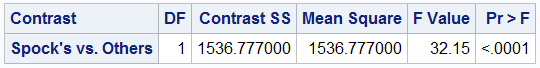 Contrast DF Contrast SS Mean Square F Value Pr > F
Spock's vs. Others 1 1536.777000 1536.777000 32.15 <.0001